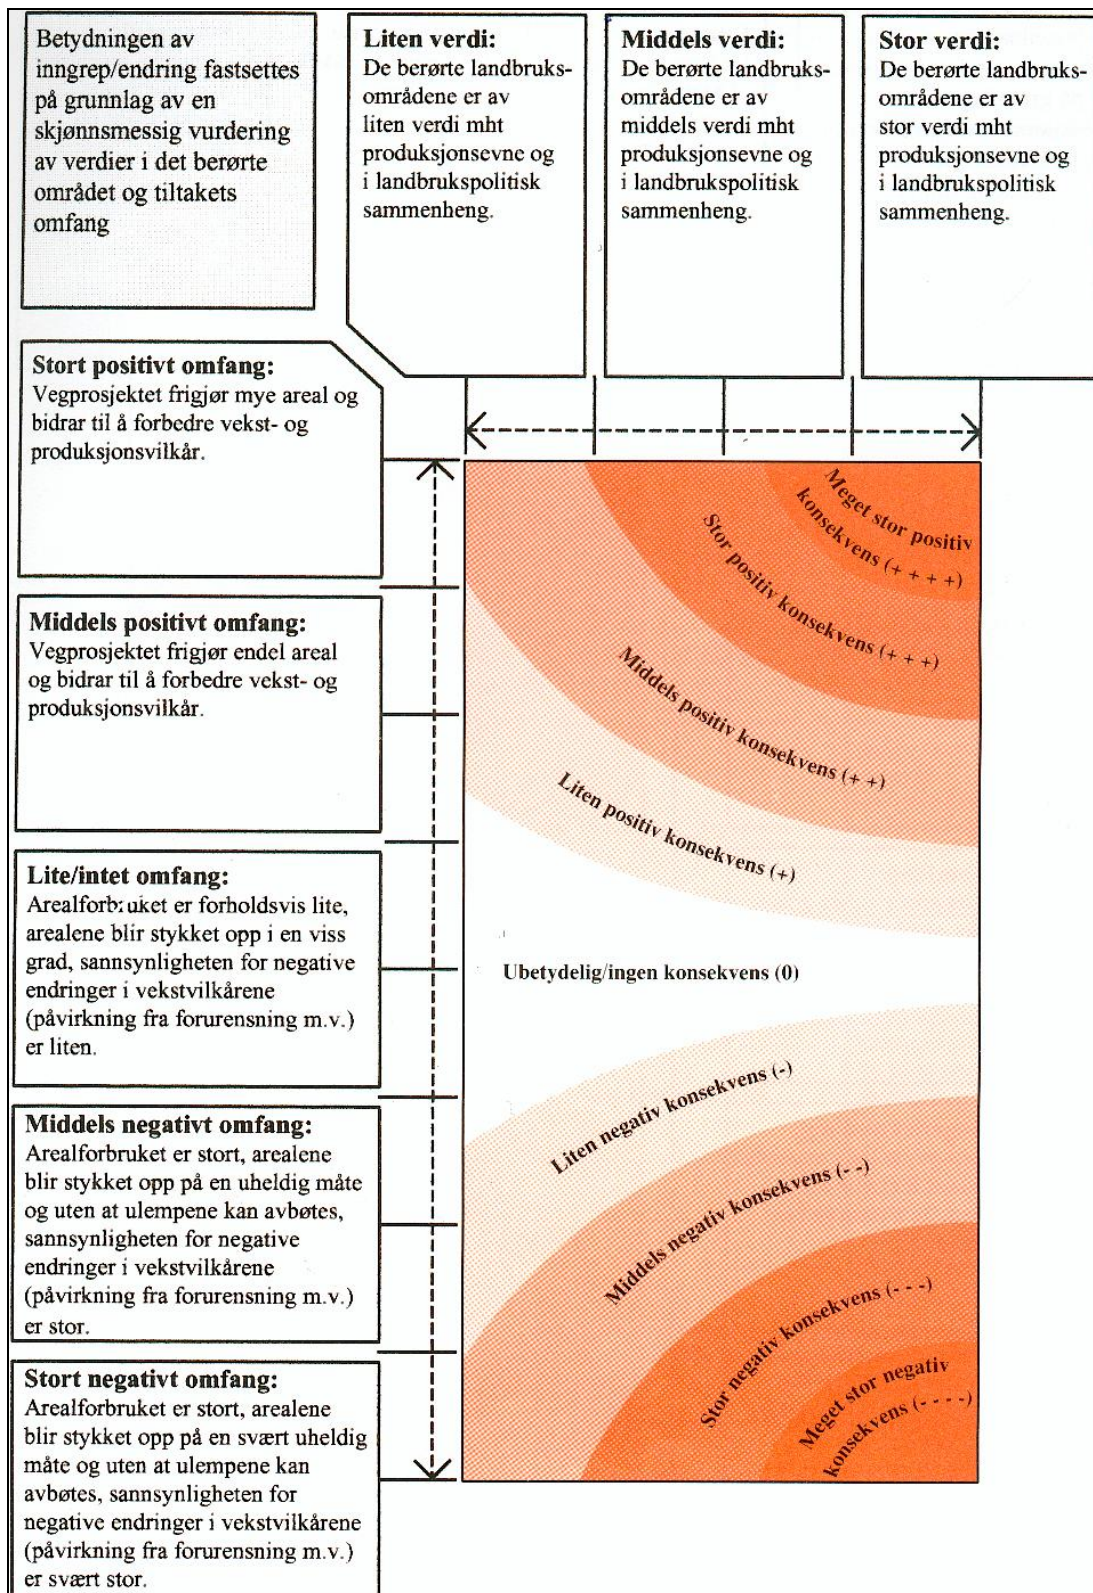 Betydningen av
inngrep/endring fastsettes
på grunnlag av en
skjønnsmessig vurdering
av verdier i det berørte
området og tiltakets
omfang
Liten verdi:
De berørte landbruks-
områdene er av
liten verdi mht
produksjonsevne og
i landbrukspolitisk
sammenheng.
Middels verdi:
De berørte landbruks-
områdene er av
middels verdi mht
produksjonsevne og
i landbrukspolitisk
sammenheng.
Stor verdi:
De berørte landbruks-
områdene er av
stor verdi mht
produksjonsevne og
i landbrukspolitisk
sammenheng.
Stort positivt omfang:
Vegprosjektet frigjør mye areal og
bidrar til å forbedre vekst- og
produksjonsvilkår.
Middels positivt omfang:
Vegprosjektet frigjør endel areal
og bidrar til å forbedre vekst- og
produksjonsvilkår.
Lite/intet omfang:
Arealforbruket er forholdsvis lite,
arealene blir stykket opp i en viss
grad, sannsynligheten for negative
endringer i vekstvilkårene
(påvirkning fra forurensning m.v.)
er liten.
Middels negativt omfang:
Arealforbruket er stort, arealene
blir stykket opp på en uheldig måte
og uten at ulempene kan avbøtes,
sannsynligheten for negative
endringer i vekstvilkårene
(påvirkning fra forurensning m.v.)
er stor.
Stort negativt omfang:
Arealforbruket er stort, arealene
blir stykket opp på en svært uheldig
måte og uten at ulempene kan
avbøtes, sannsynligheten for
negative endringer i vekstvilkårene
(påvirkning fra forurensning m.v.)
er svært stor.
Meget stor positiv
konsekvens (+ + + +)
Stor positiv konsekvens (+ + +)
Middels positiv konsekvens (+ +)
Liten positiv konsekvens (+)
Ubetydelig/ingen konsekvens (0)
Liten negativ konsekvens (-)
Middels negativ konsekvens (- -)
Stor negativ konsekvens (- - -)
Meget stor negativ
konsekvens (- - - -)